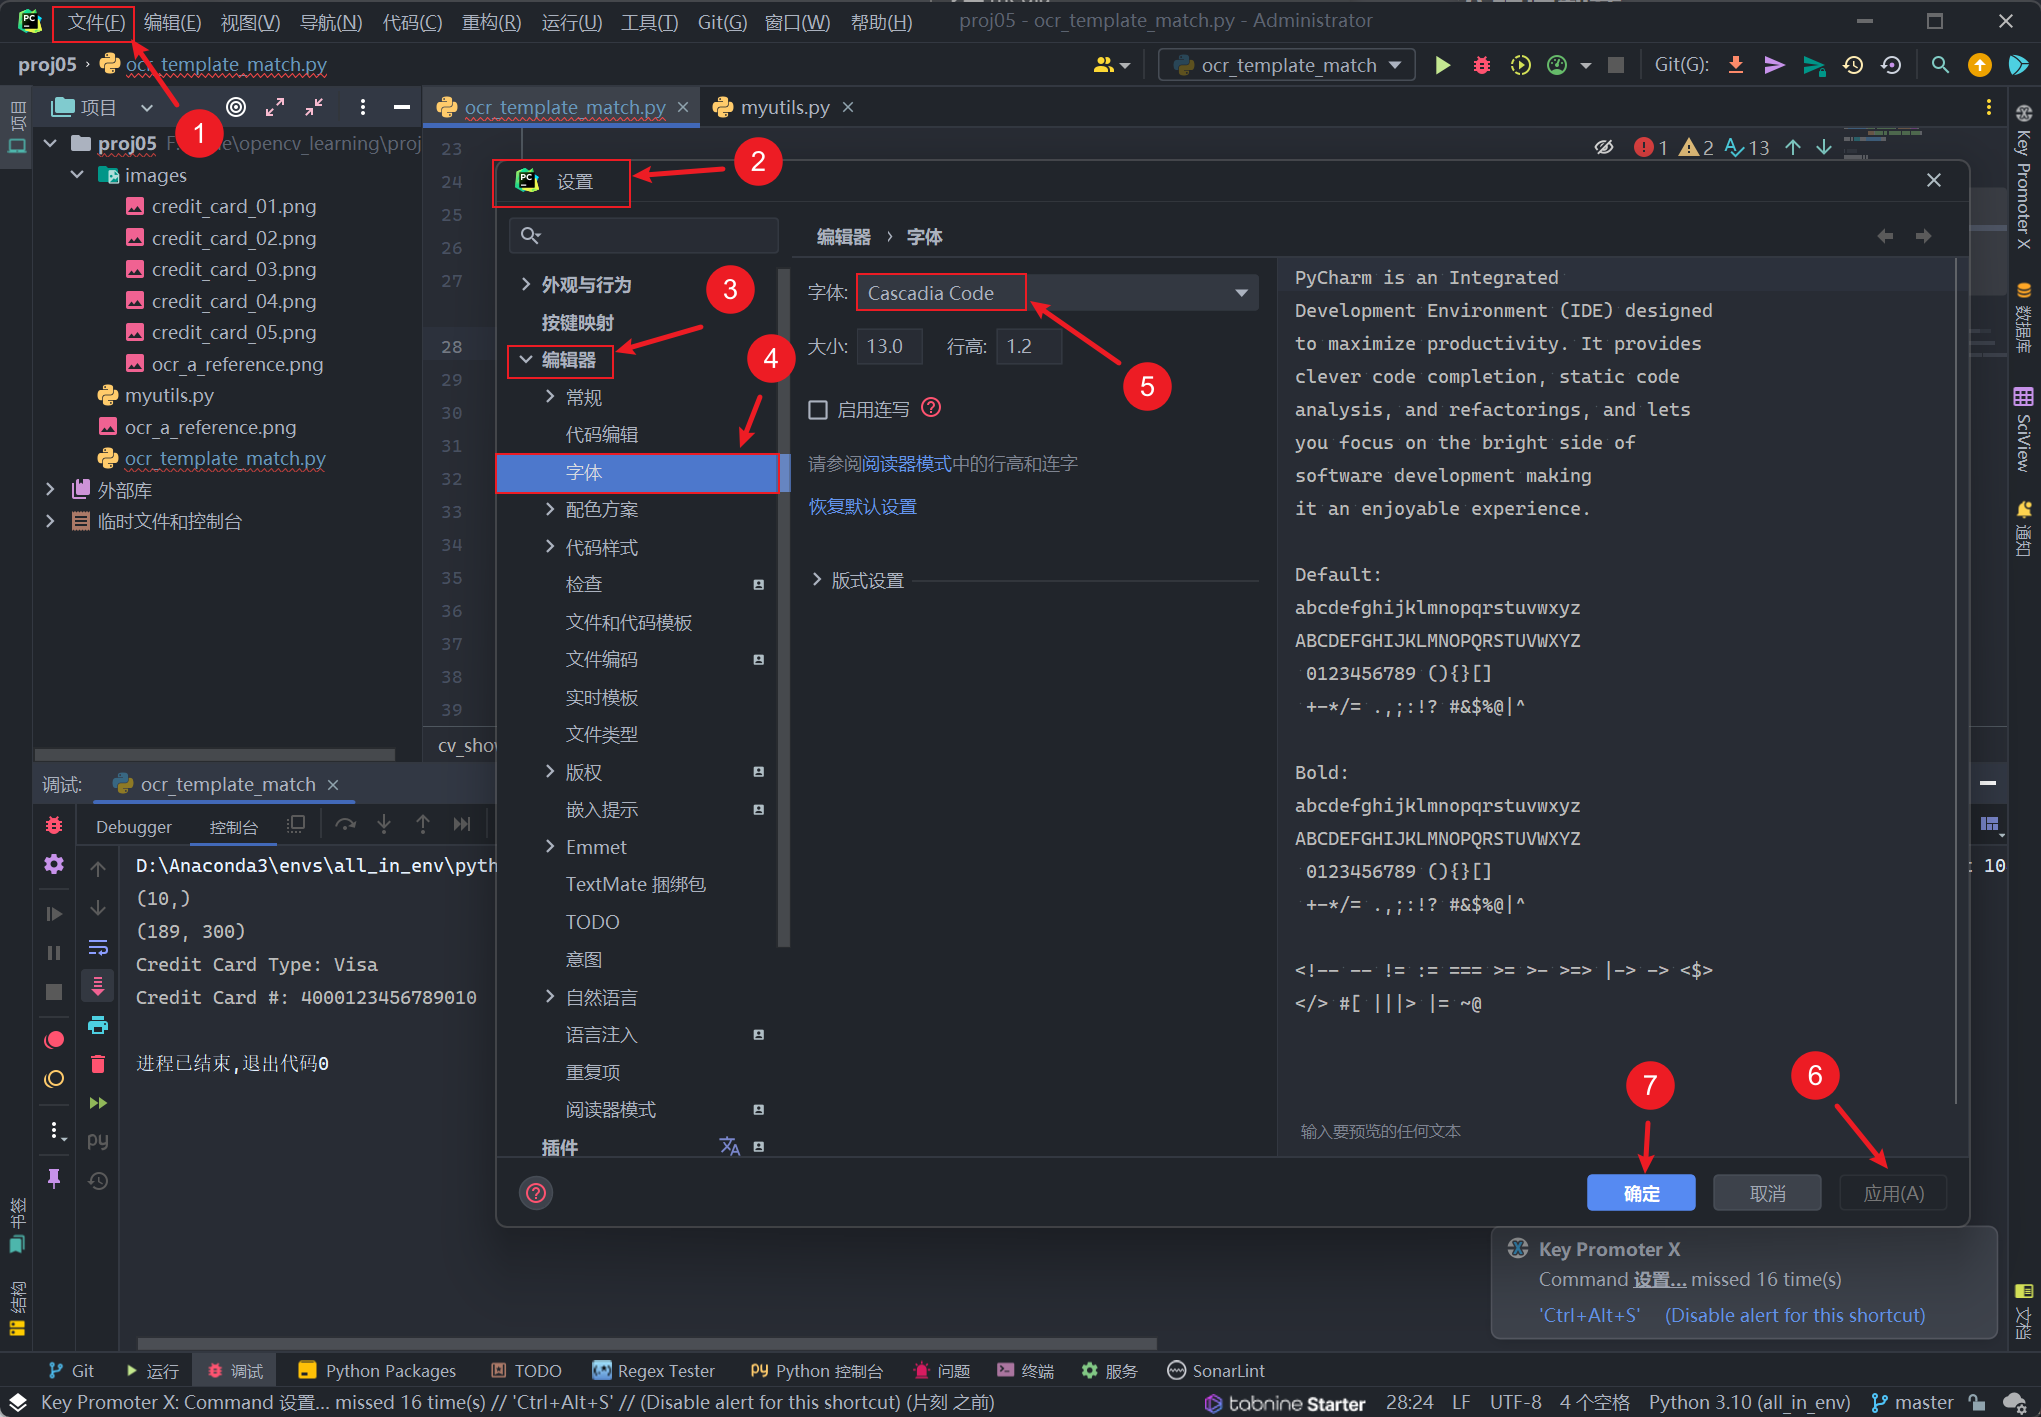 文件(F) 编辑(E) 视图(V) 导航(N) 代码(C) 重构(R) 运行(U) 工具(T) Git(G) 窗口(W) 帮助(H) proj05 - ocr_template_match.py - Administrator
proj05 › ocr_template_match.py
ocr_template_match
Git(G):
项目
项目
ocr_template_match.py
myutils.py
1
proj05 F:
e\opencv_learning\proj
images
credit_card_01.png
credit_card_02.png
credit_card_03.png
credit_card_04.png
credit_card_05.png
ocr_a_reference.png
myutils.py
ocr_a_reference.png
ocr_template_match.py
外部库
临时文件和控制台
23
24
25
26
27
28
29
30
31
32
33
34
35
36
37
38
39
1 2 13
2
设置
编辑器 › 字体
外观与行为
按键映射
编辑器
常规
代码编辑
字体
配色方案
代码样式
检查
文件和代码模板
文件编码
实时模板
文件类型
版权
嵌入提示
Emmet
TextMate 捆绑包
TODO
意图
自然语言
语言注入
重复项
阅读器模式
插件
3
4
字体: Cascadia Code
大小: 13.0 行高: 1.2
5
启用连写
请参阅阅读器模式中的行高和连字
恢复默认设置
版式设置
PyCharm is an Integrated
Development Environment (IDE) designed
to maximize productivity. It provides
clever code completion, static code
analysis, and refactorings, and lets
you focus on the bright side of
software development making
it an enjoyable experience.
Default:
abcdefghijklmnopqrstuvwxyz
ABCDEFGHIJKLMNOPQRSTUVWXYZ
0123456789 (){}[]
+-*/= .,;:!? #&$%@|^
Bold:
abcdefghijklmnopqrstuvwxyz
ABCDEFGHIJKLMNOPQRSTUVWXYZ
0123456789 (){}[]
+-*/= .,;:!? #&$%@|^
<!-- -- != := === >= >- >=> |-> -> <$>
</> #[ |||> |= ~@
输入要预览的任何文本
7
6
确定 取消 应用(A)
Key Promoter X
数据库
SciView
通知
文档
cv_show
调试: ocr_template_match
Debugger 控制台
D:\Anaconda3\envs\all_in_env\pyth
: 10
(10,)
(189, 300)
Credit Card Type: Visa
Credit Card #: 4000123456789010
进程已结束,退出代码0
书签
结构
Key Promoter X
Command 设置... missed 16 time(s)
'Ctrl+Alt+S' (Disable alert for this shortcut)
Git 运行 调试 Python Packages TODO Regex Tester Python 控制台 问题 终端 服务 SonarLint
Key Promoter X: Command 设置... missed 16 time(s) // 'Ctrl+Alt+S' // (Disable alert for this shortcut) (片刻 之前) tabnine Starter 28:24 LF UTF-8 4 个空格 Python 3.10 (all_in_env) master